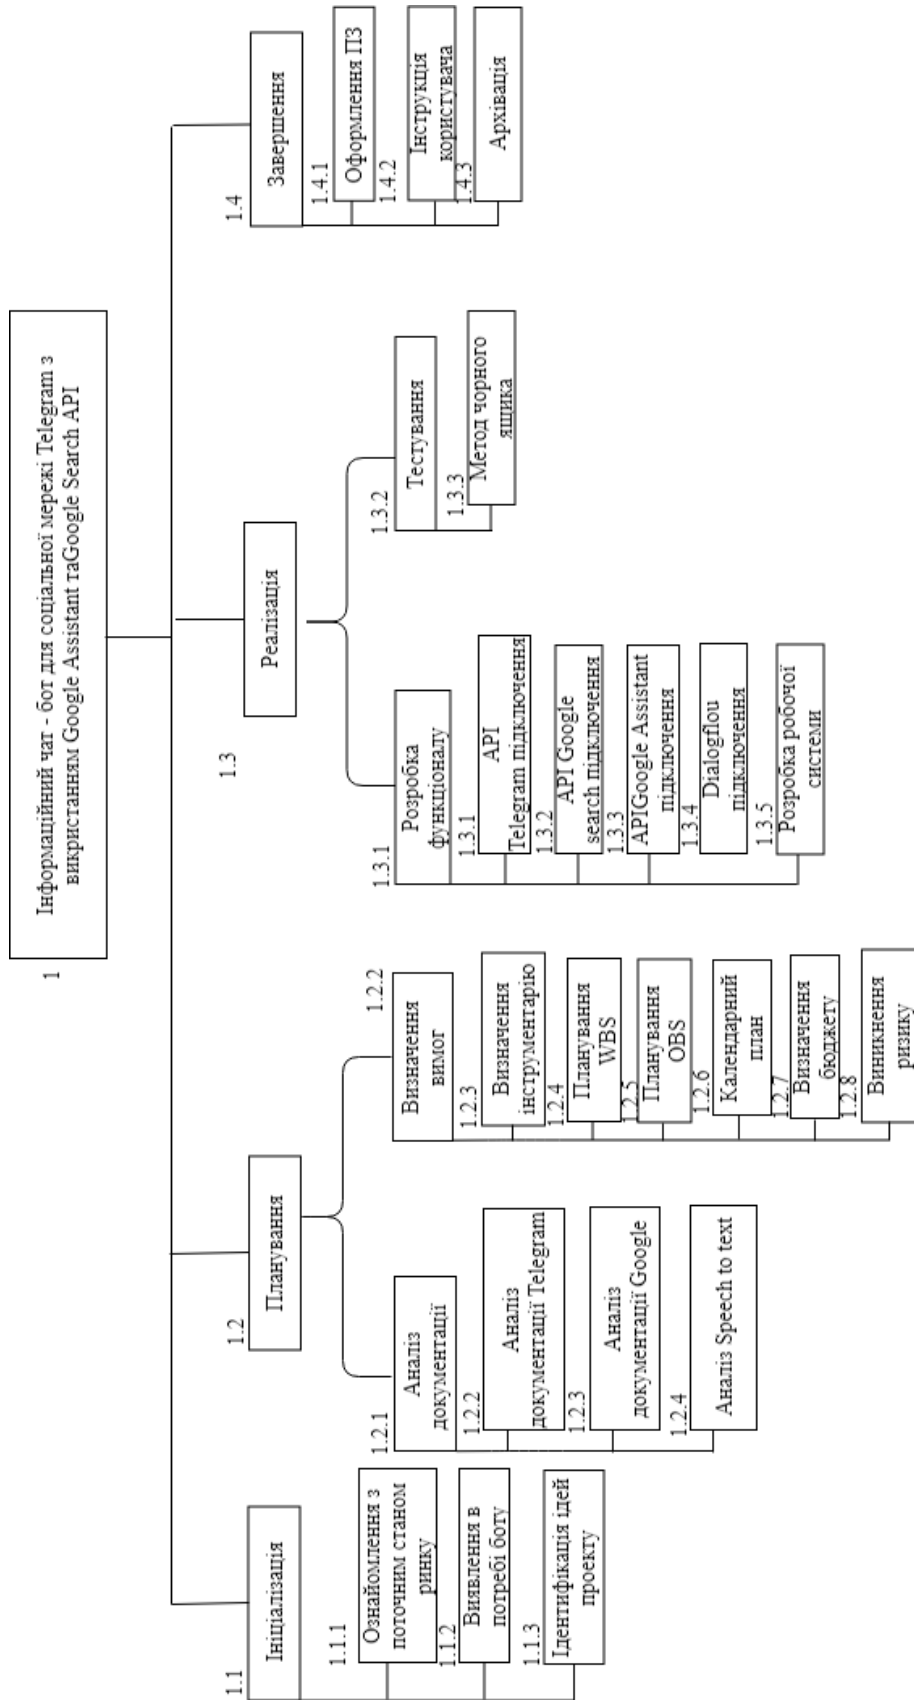 1
Інформаційний чат - бот для соціальної мережі Telegram з
викристанням Google Assistant таGoogle Search API
1.1
Ініціалізація
1.1.1
Ознайомлення з
поточним станом
ринку
1.1.2
Виявлення в
потребі боту
1.1.3
Ідентифікація ідей
проекту
1.2
Планування
1.2.1
Аналіз
документації
1.2.2
Аналіз
документації Telegram
1.2.3
Аналіз
документації Google
1.2.4
Аналіз Speech to text
1.2.2
Визначення
вимог
1.2.3
Визначення
інструментарію
1.2.4
Планування
WBS
1.2.5
Планування
OBS
1.2.6
Календарний
план
1.2.7
Визначення
бюджету
1.2.8
Виникнення
ризику
1.3
Реалізація
1.3.1
Розробка
функціоналу
1.3.1
API
Telegram підключення
1.3.2
API Google
search підключення
1.3.3
APIGoogle Assistant
підключення
1.3.4
Dialogflou
підключення
1.3.5
Розробка робочої
системи
1.3.2
Тестування
1.3.3
Метод чорного
ящика
1.4
Завершення
1.4.1
Оформлення ПЗ
1.4.2
Інструкція
користувача
1.4.3
Архівація